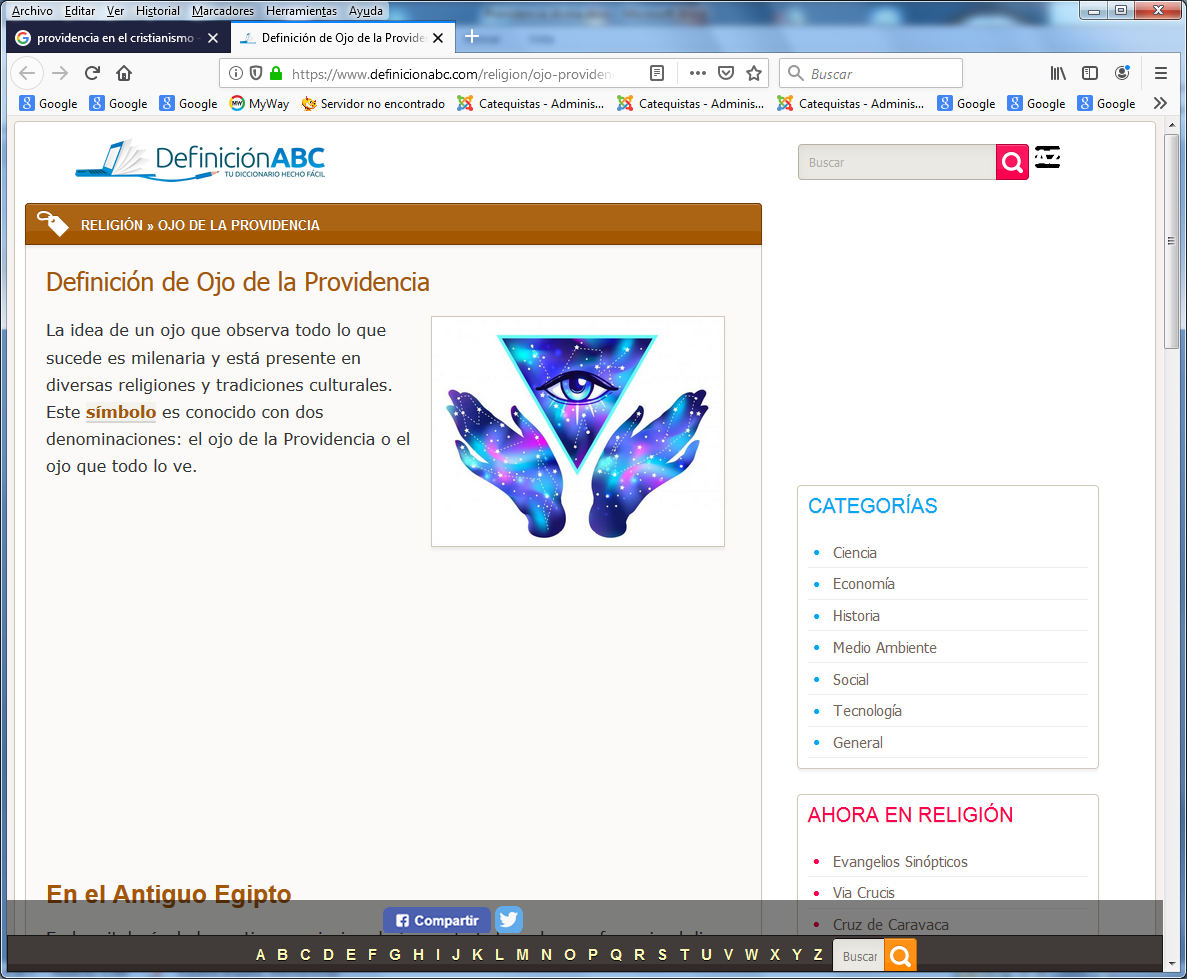 Archivo Editar Ver Historial Marcadores Herramientas Ayuda
providencia en el cristianismo
Definición de Ojo de la Provide
https://www.definicionabc.com/religion/ojo-providen
Buscar
Google Google Google MyWay Servidor no encontrado Catequistas - Adminis... Catequistas - Adminis... Catequistas - Adminis... Google Google Google
DefiniciónABC
TU DICCIONARIO HECHO FÁCIL
Buscar
RELIGIÓN » OJO DE LA PROVIDENCIA
Definición de Ojo de la Providencia
La idea de un ojo que observa todo lo que
sucede es milenaria y está presente en
diversas religiones y tradiciones culturales.
Este símbolo es conocido con dos
denominaciones: el ojo de la Providencia o el
ojo que todo lo ve.
CATEGORÍAS
Ciencia
Economía
Historia
Medio Ambiente
Social
Tecnología
General
AHORA EN RELIGIÓN
Evangelios Sinópticos
Via Crucis
Cruz de Caravaca
En el Antiguo Egipto
Compartir
A B C D E F G H I J K L M N O P Q R S T U V W X Y Z
Buscar